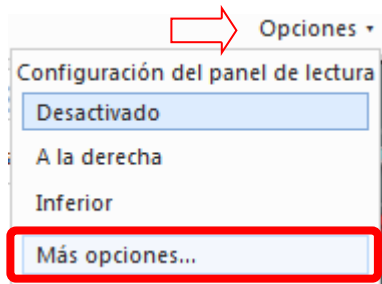 Opciones
Configuración del panel de lectura
Desactivado
A la derecha
Inferior
Más opciones...